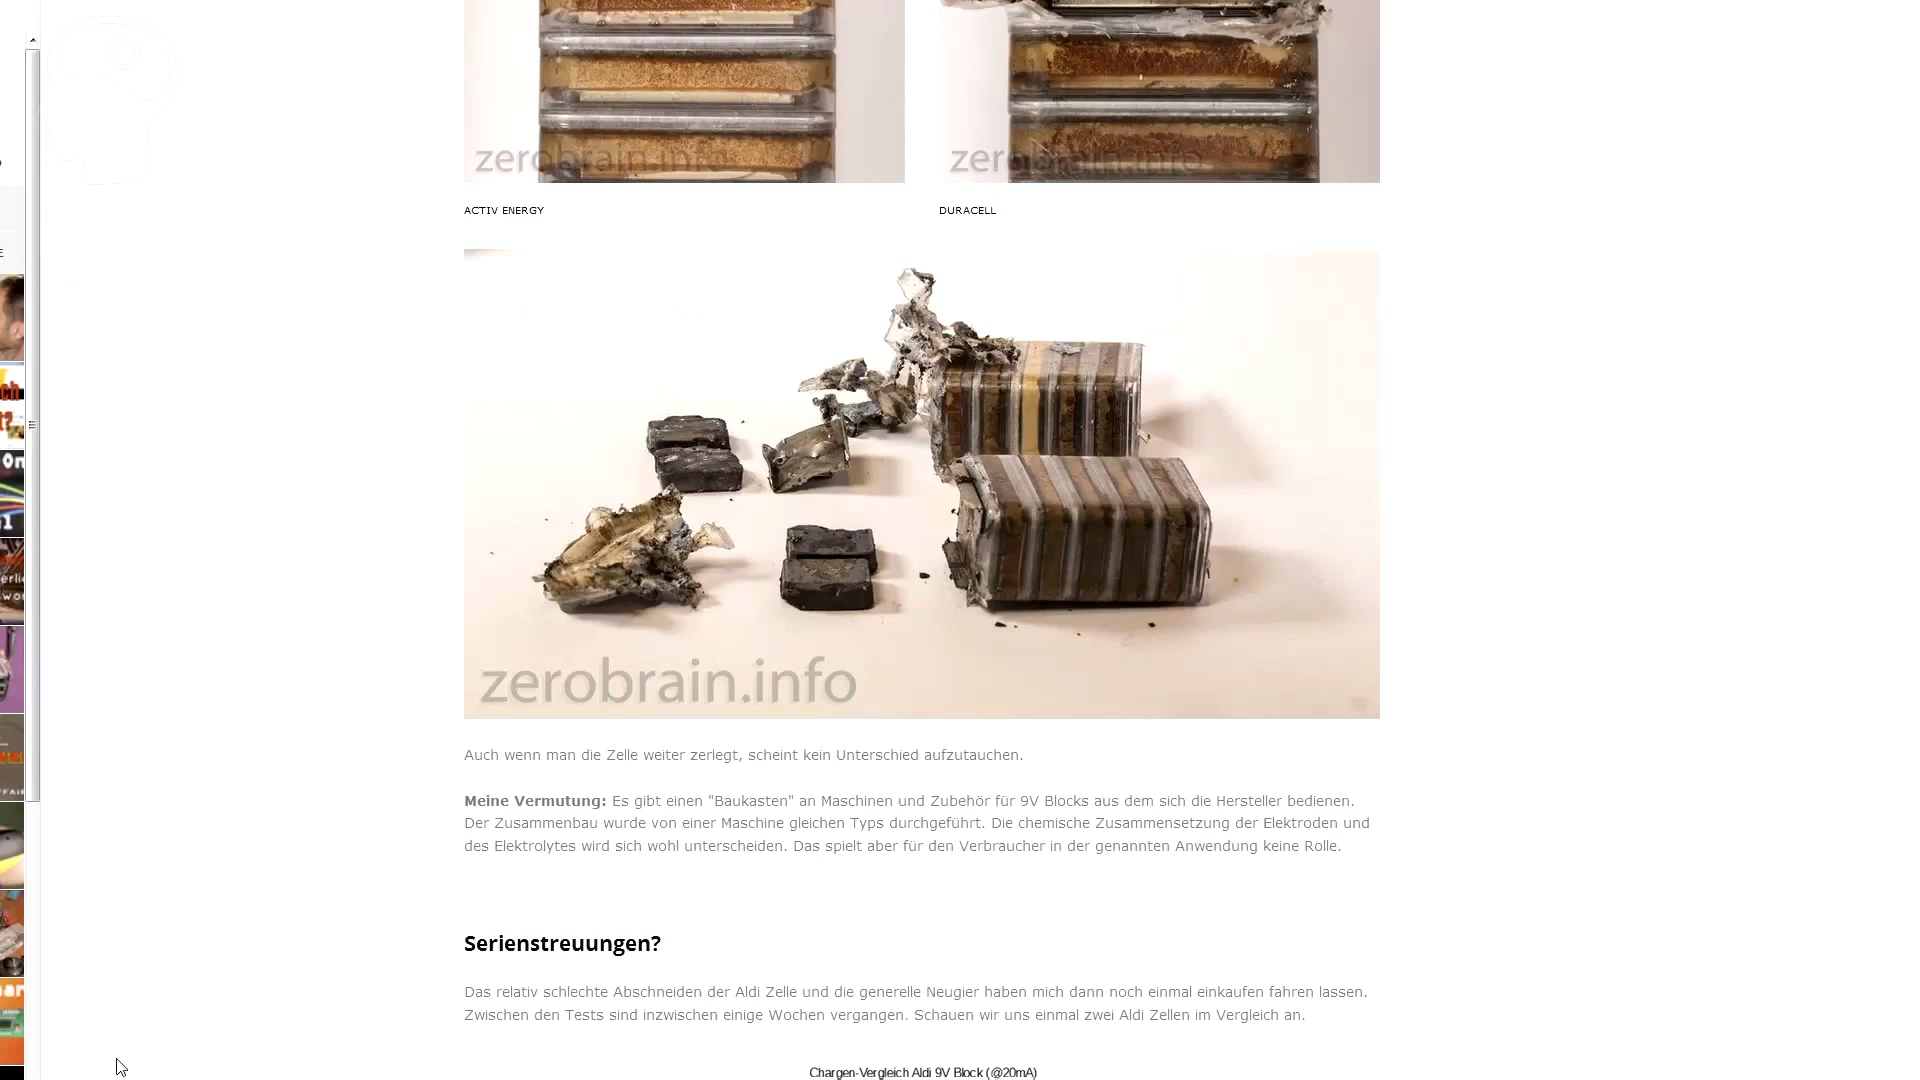 zerobrain.info
zerobrain.info
ACTIV ENERGY
DURACELL
zerobrain.info
Auch wenn man die Zelle weiter zerlegt, scheint kein Unterschied aufzutauchen.
Meine Vermutung: Es gibt einen "Baukasten" an Maschinen und Zubehör für 9V Blocks aus dem sich die Hersteller bedienen.
Der Zusammenbau wurde von einer Maschine gleichen Typs durchgeführt. Die chemische Zusammensetzung der Elektroden und
des Elektrolytes wird sich wohl unterscheiden. Das spielt aber für den Verbraucher in der genannten Anwendung keine Rolle.
Serienstreuungen?
Das relativ schlechte Abschneiden der Aldi Zelle und die generelle Neugier haben mich dann noch einmal einkaufen fahren lassen.
Zwischen den Tests sind inzwischen einige Wochen vergangen. Schauen wir uns einmal zwei Aldi Zellen im Vergleich an.
Chargen-Vergleich Aldi 9V Block (@20mA)